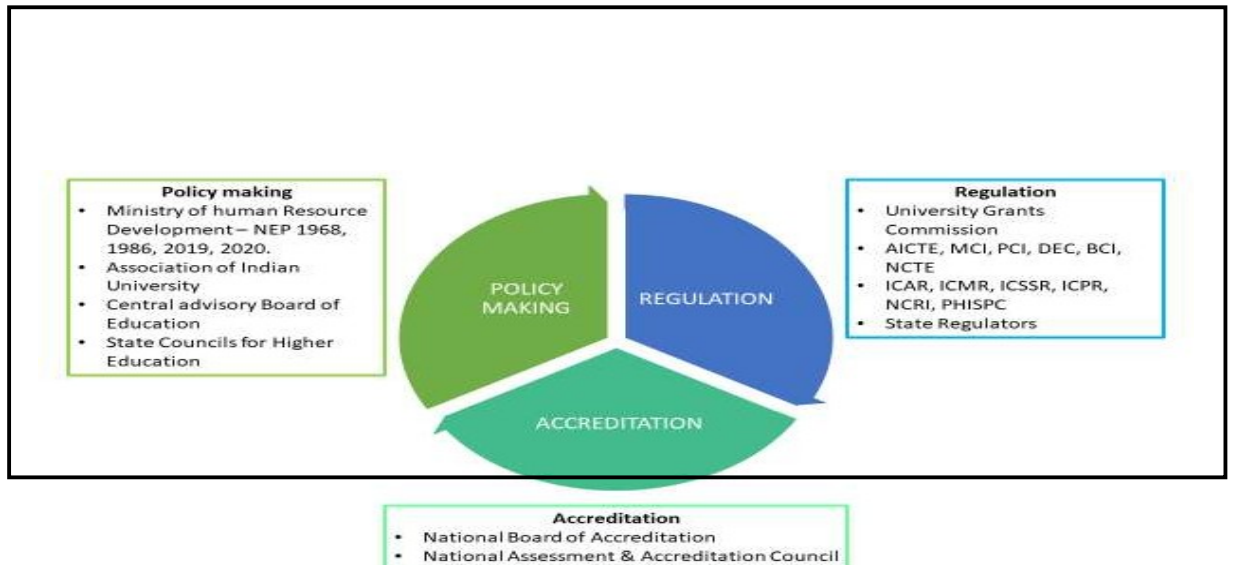 Policy making
• Ministry of human Resource
Development – NEP 1968,
1986, 2019, 2020.
• Association of Indian
University
• Central advisory Board of
Education
• State Councils for Higher
Education
POLICY
MAKING
REGULATION
ACCREDITATION
Regulation
• University Grants
Commission
• AICTE, MCI, PCI, DEC, BCI,
NCTE
• ICAR, ICMR, ICSSR, ICPR,
NCRI, PHISPC
• State Regulators
Accreditation
• National Board of Accreditation
• National Assessment & Accreditation Council